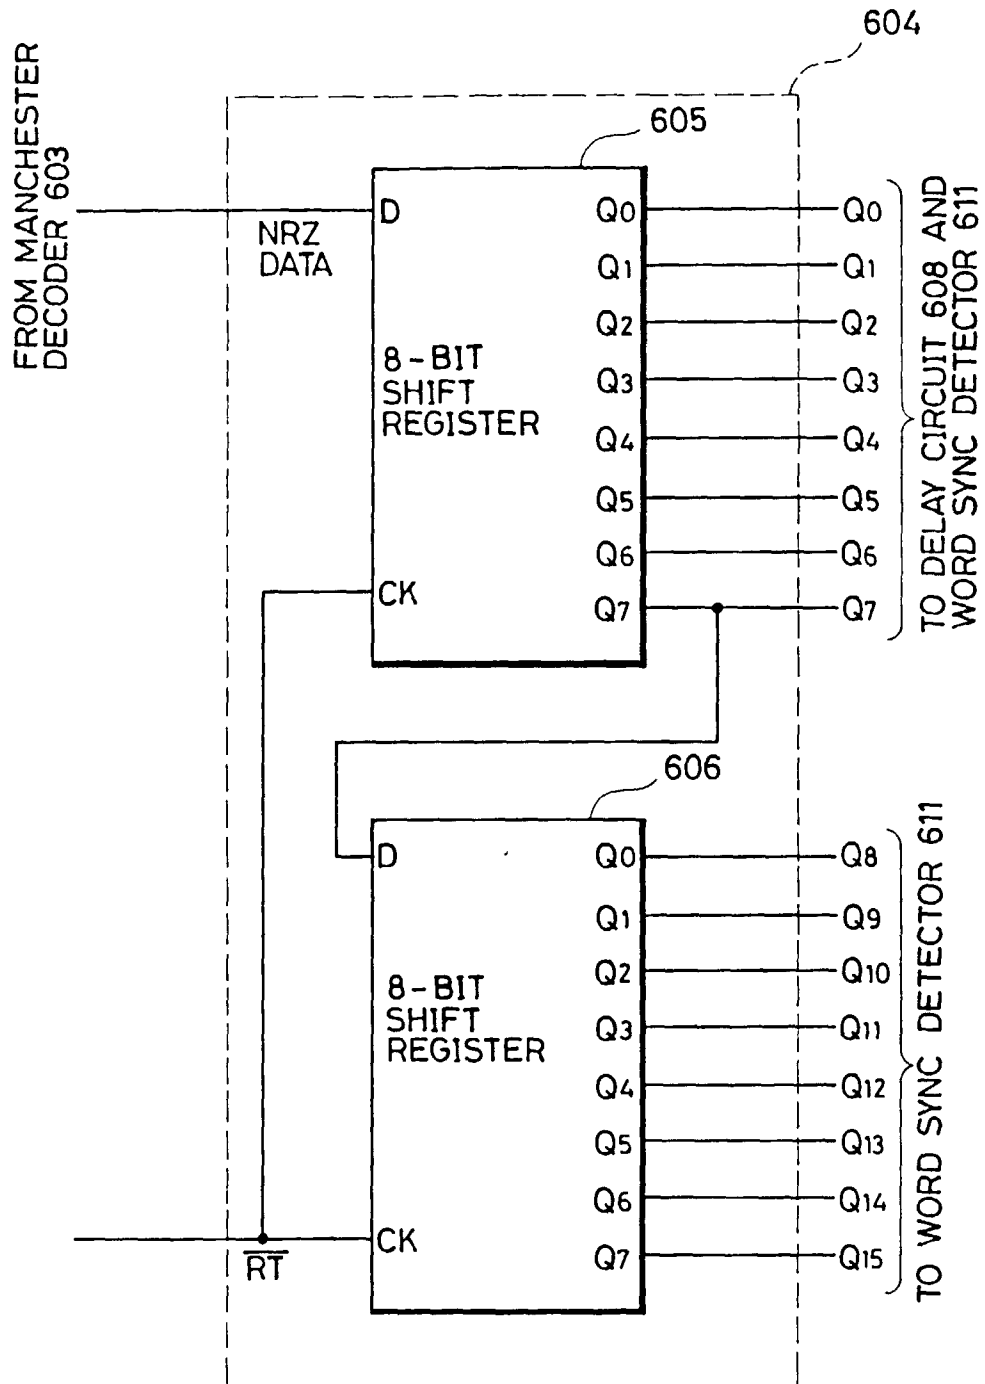 604
FROM MANCHESTER
DECODER 603
605
D
NRZ
DATA
8-BIT
SHIFT
REGISTER
CK
Q0
Q1
Q2
Q3
Q4
Q5
Q6
Q7
Q0
Q1
Q2
Q3
Q4
Q5
Q6
Q7
TO DELAY CIRCUIT 608 AND
WORD SYNC DETECTOR 611
606
D
8-BIT
SHIFT
REGISTER
CK
RT
Q0
Q1
Q2
Q3
Q4
Q5
Q6
Q7
Q8
Q9
Q10
Q11
Q12
Q13
Q14
Q15
TO WORD SYNC DETECTOR 611